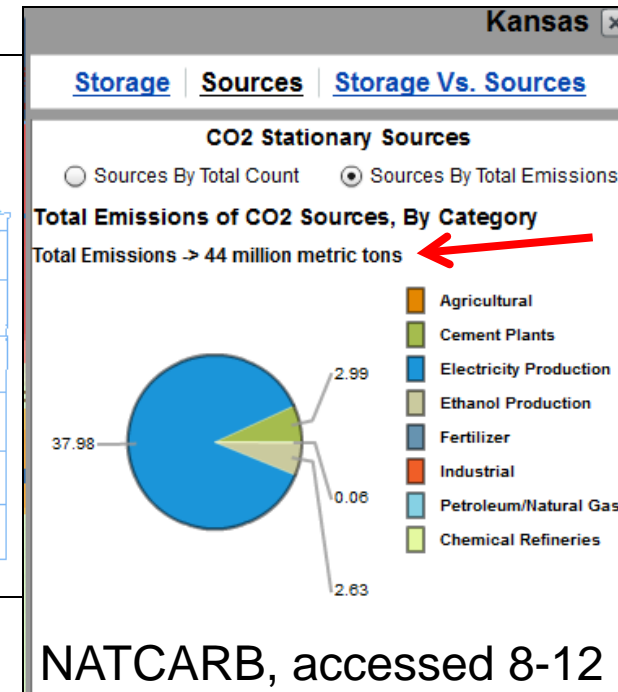 Kansas
Storage Sources Storage Vs. Sources
CO2 Stationary Sources
Sources By Total Count Sources By Total Emissions
Total Emissions of CO2 Sources, By Category
Total Emissions -> 44 million metric tons
Agricultural
Cement Plants
Electricity Production
Ethanol Production
Fertilizer
Industrial
Petroleum/Natural Gas
Chemical Refineries
2.99
37.98
0.06
2.63
NATCARB, accessed 8-12